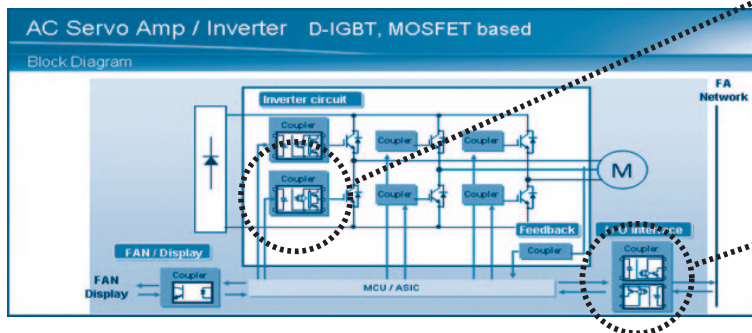 AC Servo Amp / Inverter D-IGBT, MOSFET based
Block Diagram
FA
Network
Inverter circuit
Coupler
Coupler
Coupler
Coupler
Coupler
Coupler
M
Feedback
I/O interface
Coupler
Coupler
FAN / Display
Coupler
FAN
Display
MCU / ASIC